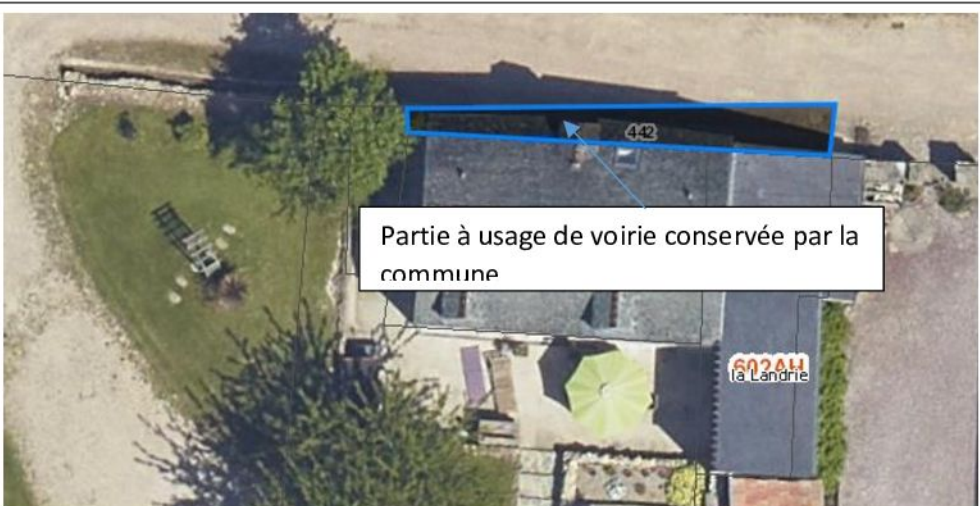 442
Partie à usage de voirie conservée par la
commune
602AH
la Landrie